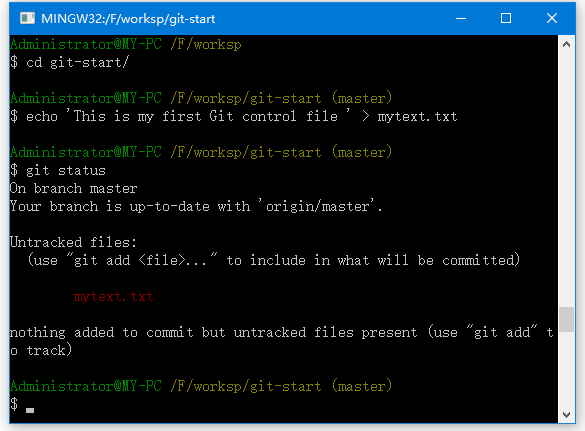 MINGW32:/F/worksp/git-start
Administrator@MY-PC /F/worksp
$ cd git-start/
Administrator@MY-PC /F/worksp/git-start (master)
$ echo 'This is my first Git control file ' > mytext.txt
Administrator@MY-PC /F/worksp/git-start (master)
$ git status
On branch master
Your branch is up-to-date with 'origin/master'.
Untracked files:
  (use "git add <file>..." to include in what will be committed)
        mytext.txt
nothing added to commit but untracked files present (use "git add" t
o track)
Administrator@MY-PC /F/worksp/git-start (master)
$